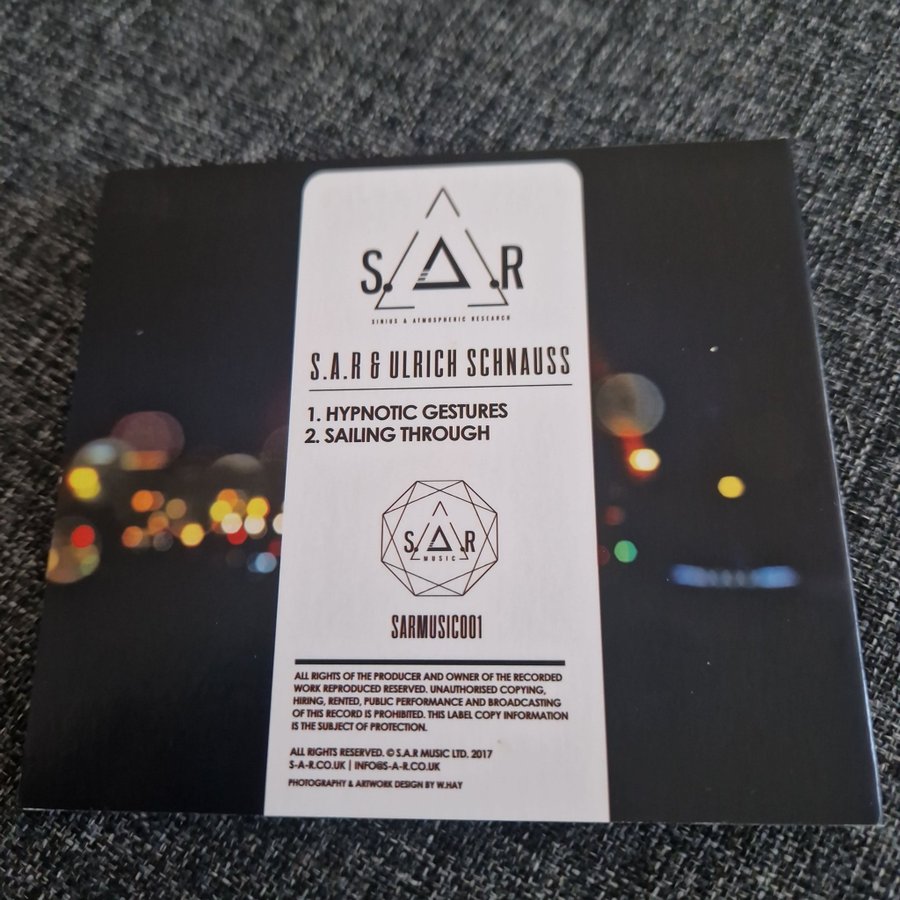 S.A.R
SIRIUS & ATMOSPHERIC RESEARCH
S.A.R & ULRICH SCHNAUSS
1. HYPNOTIC GESTURES
2. SAILING THROUGH
S.A.R
MUSIC
SARMUSIC001
ALL RIGHTS OF THE PRODUCER AND OWNER OF THE RECORDED
WORK REPRODUCED RESERVED. UNAUTHORISED COPYING,
HIRING, RENTED, PUBLIC PERFORMANCE AND BROADCASTING
OF THIS RECORD IS PROHIBITED. THIS LABEL COPY INFORMATION
IS THE SUBJECT OF PROTECTION.
ALL RIGHTS RESERVED. © S.A.R MUSIC LTD. 2017
S-A-R.CO.UK | INFO@S-A-R.CO.UK
PHOTOGRAPHY & ARTWORK DESIGN BY W.HAY